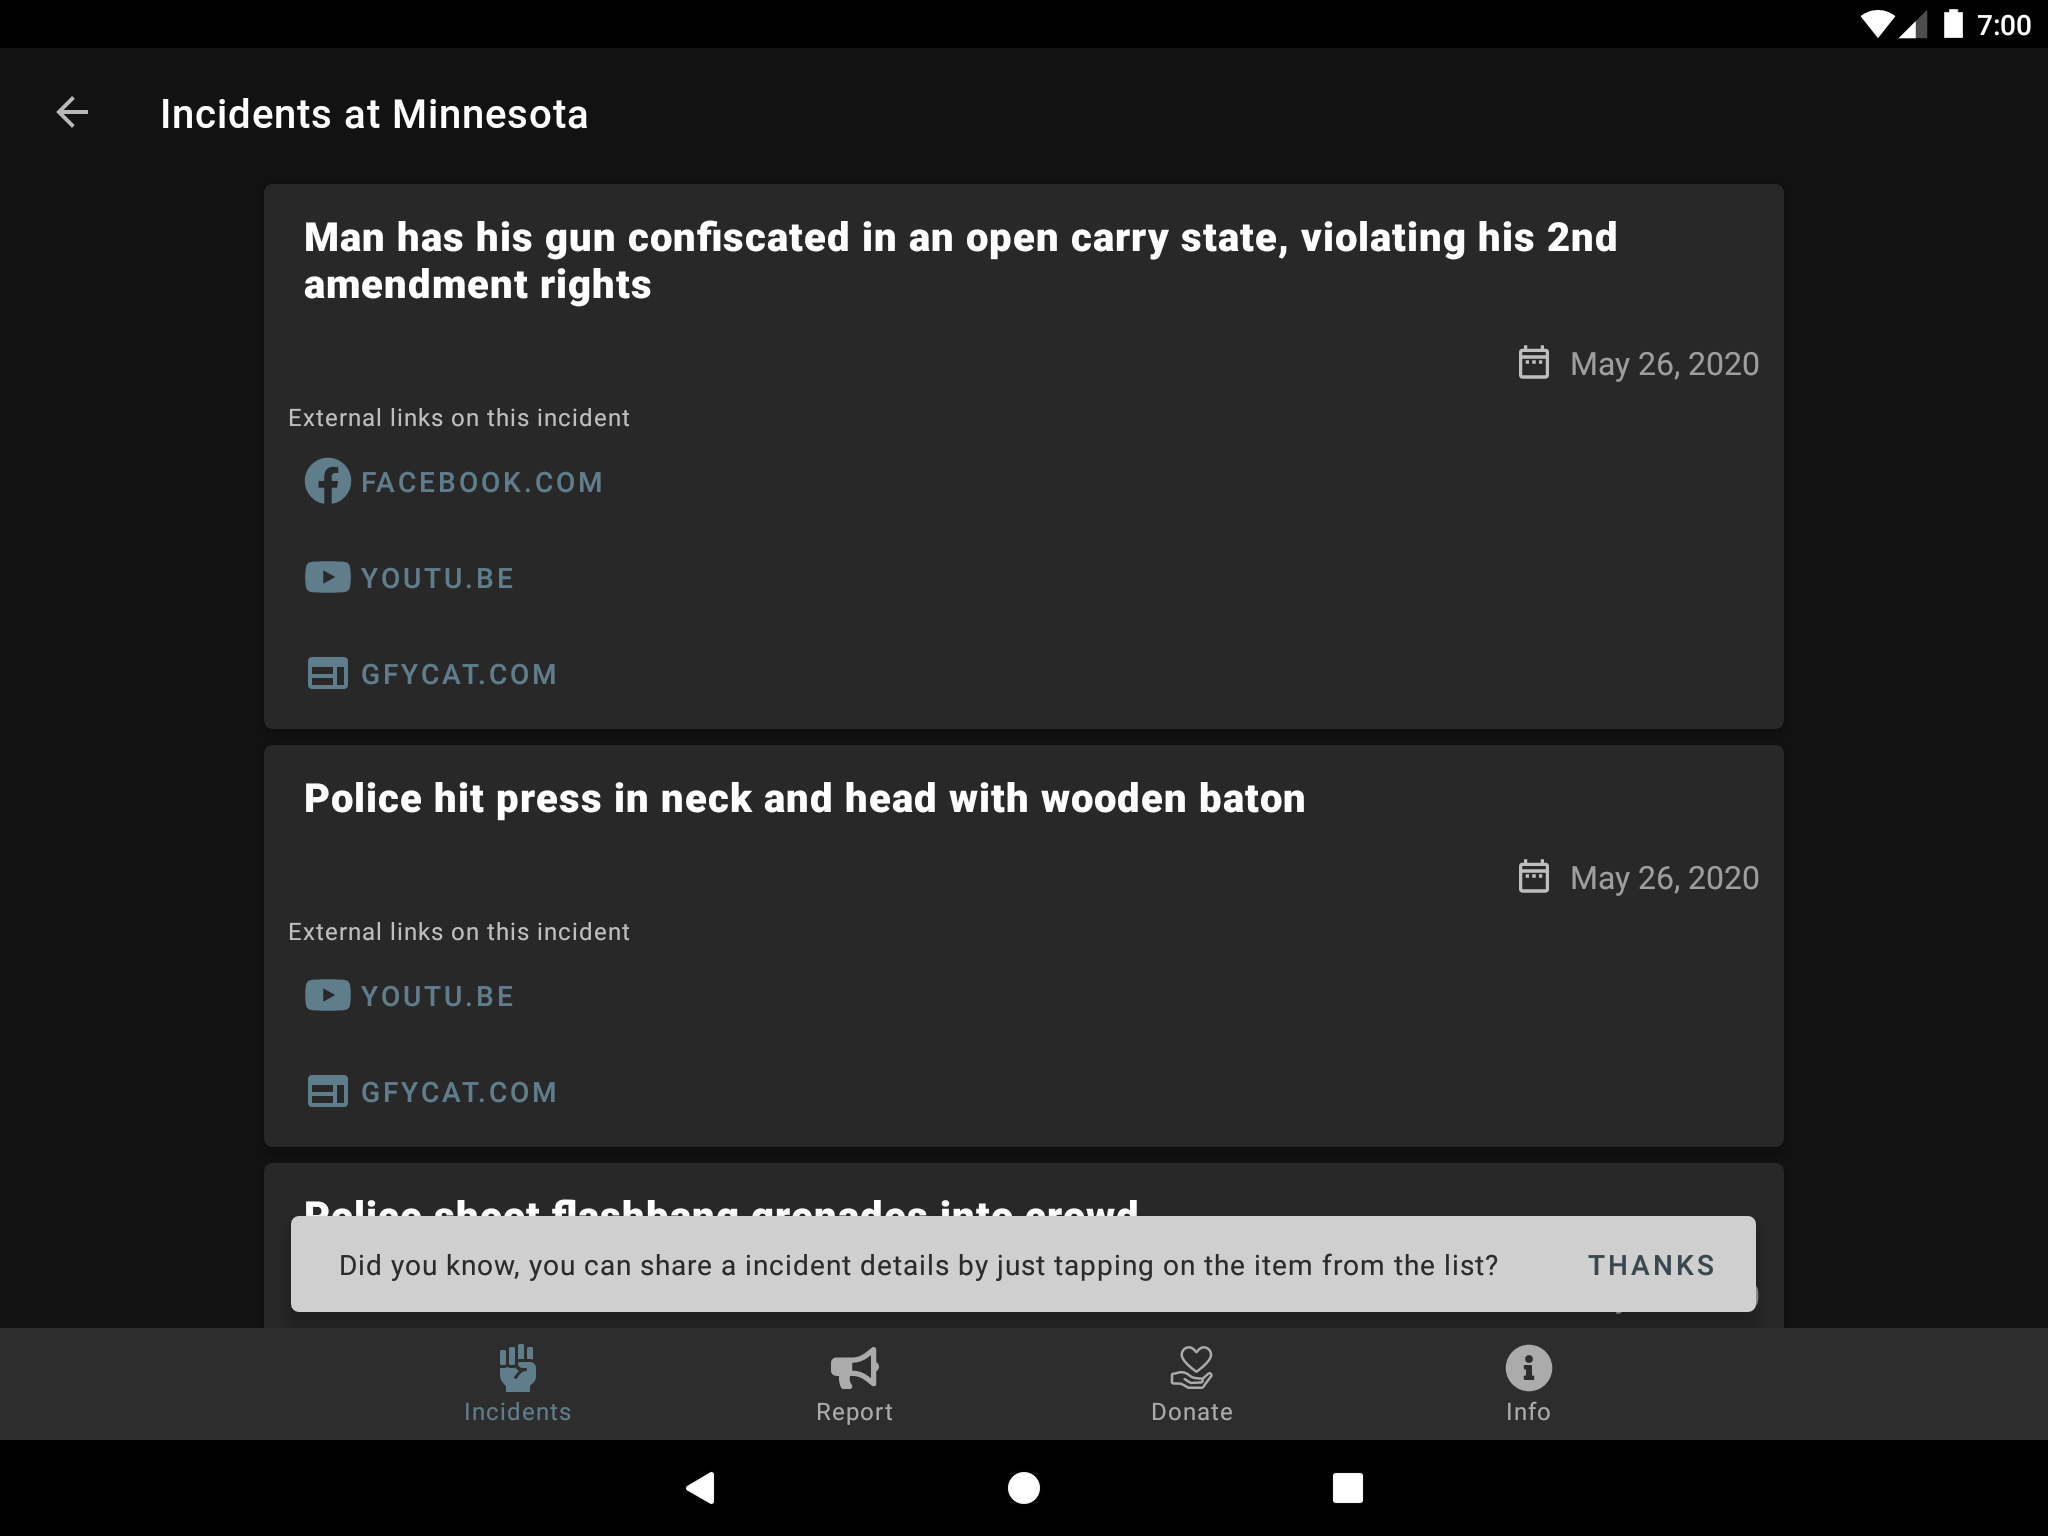 7:00
Incidents at Minnesota
Man has his gun confiscated in an open carry state, violating his 2nd
amendment rights
May 26, 2020
External links on this incident
FACEBOOK.COM
YOUTU.BE
GFYCAT.COM
Police hit press in neck and head with wooden baton
May 26, 2020
External links on this incident
YOUTU.BE
GFYCAT.COM
Police shoot flashbang grenades into crowd
Did you know, you can share a incident details by just tapping on the item from the list?
THANKS
Incidents
Report
Donate
Info